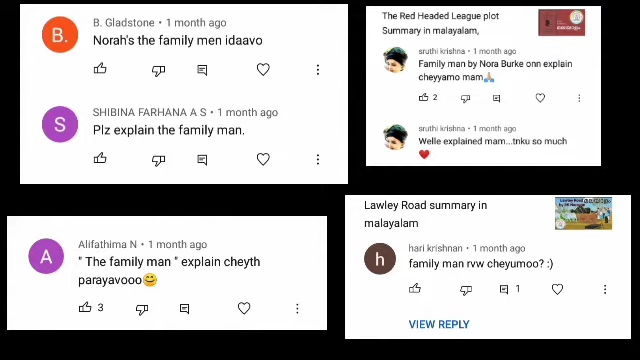 B. Gladstone • 1 month ago
Norah's the family men idaavo
SHIBINA FARHANA A S • 1 month ago
Plz explain the family man.
The Red Headed League plot
Summary in malayalam,
sruthi krishna • 1 month ago
Family man by Nora Burke onn explain
cheyyamo mam🙏🏼
2
sruthi krishna • 1 month ago
Welle explained mam...tnku so much
❤️
Alifathima N • 1 month ago
" The family man " explain cheyth
parayavooo😊
3
Lawley Road summary in
malayalam
hari krishnan • 1 month ago
family man rvw cheyumoo? :)
1
VIEW REPLY
B.
S
A
h
Lawley Road